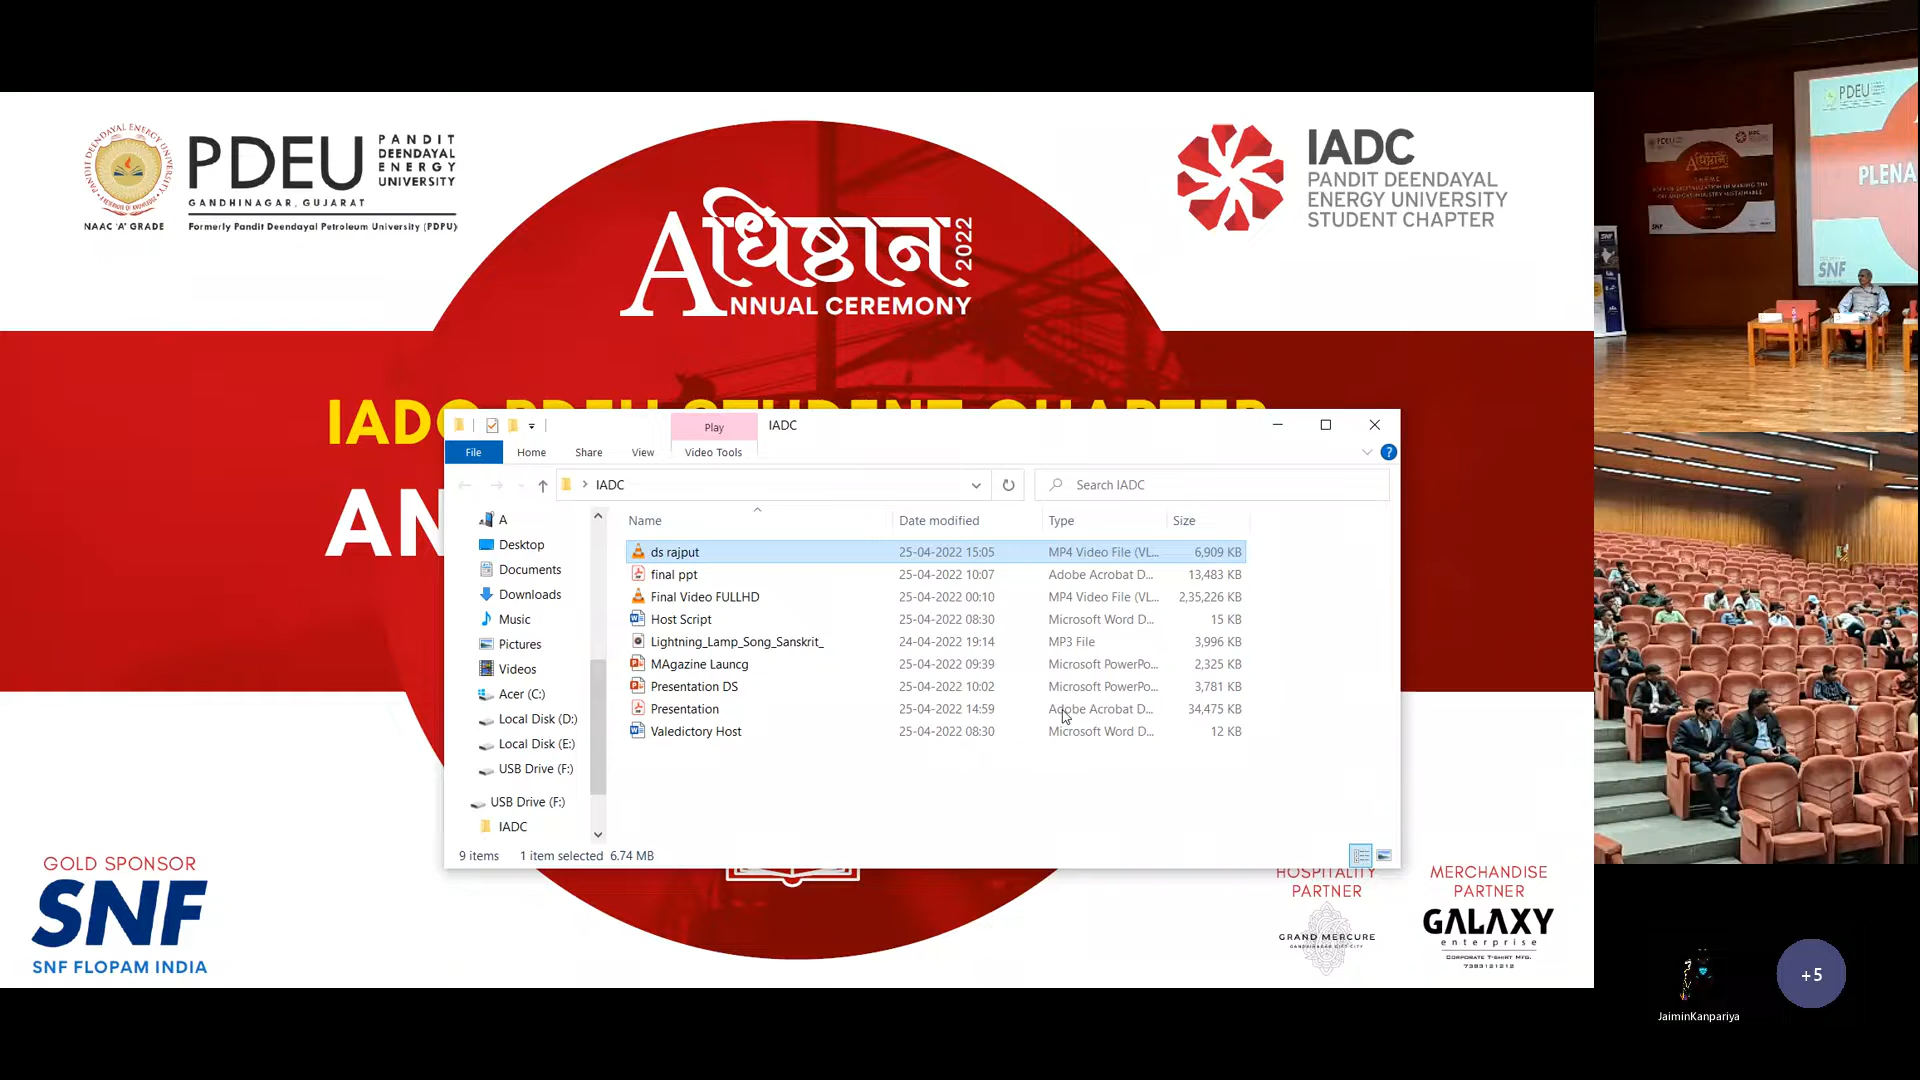 PDEU
PANDIT
DEENDAYAL
ENERGY
UNIVERSITY
GANDHINAGAR, GUJARAT
NAAC 'A' GRADE
Formerly Pandit Deendayal Petroleum University (PDPU)
Aधिष्ठान 2022
ANNUAL CEREMONY
IADC
PANDIT DEENDAYAL
ENERGY UNIVERSITY
STUDENT CHAPTER
IADC PDEU STUDENT CHAPTER
AN
Play IADC
File Home Share View Video Tools
IADC
Search IADC
A
Desktop
Documents
Downloads
Music
Pictures
Videos
Acer (C:)
Local Disk (D:)
Local Disk (E:)
USB Drive (F:)
USB Drive (F:)
IADC
Name Date modified Type Size
ds rajput 25-04-2022 15:05 MP4 Video File (VL... 6,909 KB
final ppt 25-04-2022 10:07 Adobe Acrobat D... 13,483 KB
Final Video FULLHD 25-04-2022 00:10 MP4 Video File (VL... 2,35,226 KB
Host Script 25-04-2022 08:30 Microsoft Word D... 15 KB
Lightning_Lamp_Song_Sanskrit_ 24-04-2022 19:14 MP3 File 3,996 KB
MAgazine Launcg 25-04-2022 09:39 Microsoft PowerPo... 2,325 KB
Presentation DS 25-04-2022 10:02 Microsoft PowerPo... 3,781 KB
Presentation 25-04-2022 14:59 Adobe Acrobat D... 34,475 KB
Valedictory Host 25-04-2022 08:30 Microsoft Word D... 12 KB
9 items 1 item selected 6.74 MB
GOLD SPONSOR
SNF
SNF FLOPAM INDIA
HOSPITALITY
PARTNER
GRAND MERCURE
MERCHANDISE
PARTNER
GALAXY
enterprise
CORPORATE T-SHIRT MFG.
7383121212
PDEU
PLENA
SNF
JaiminKanpariya
+5